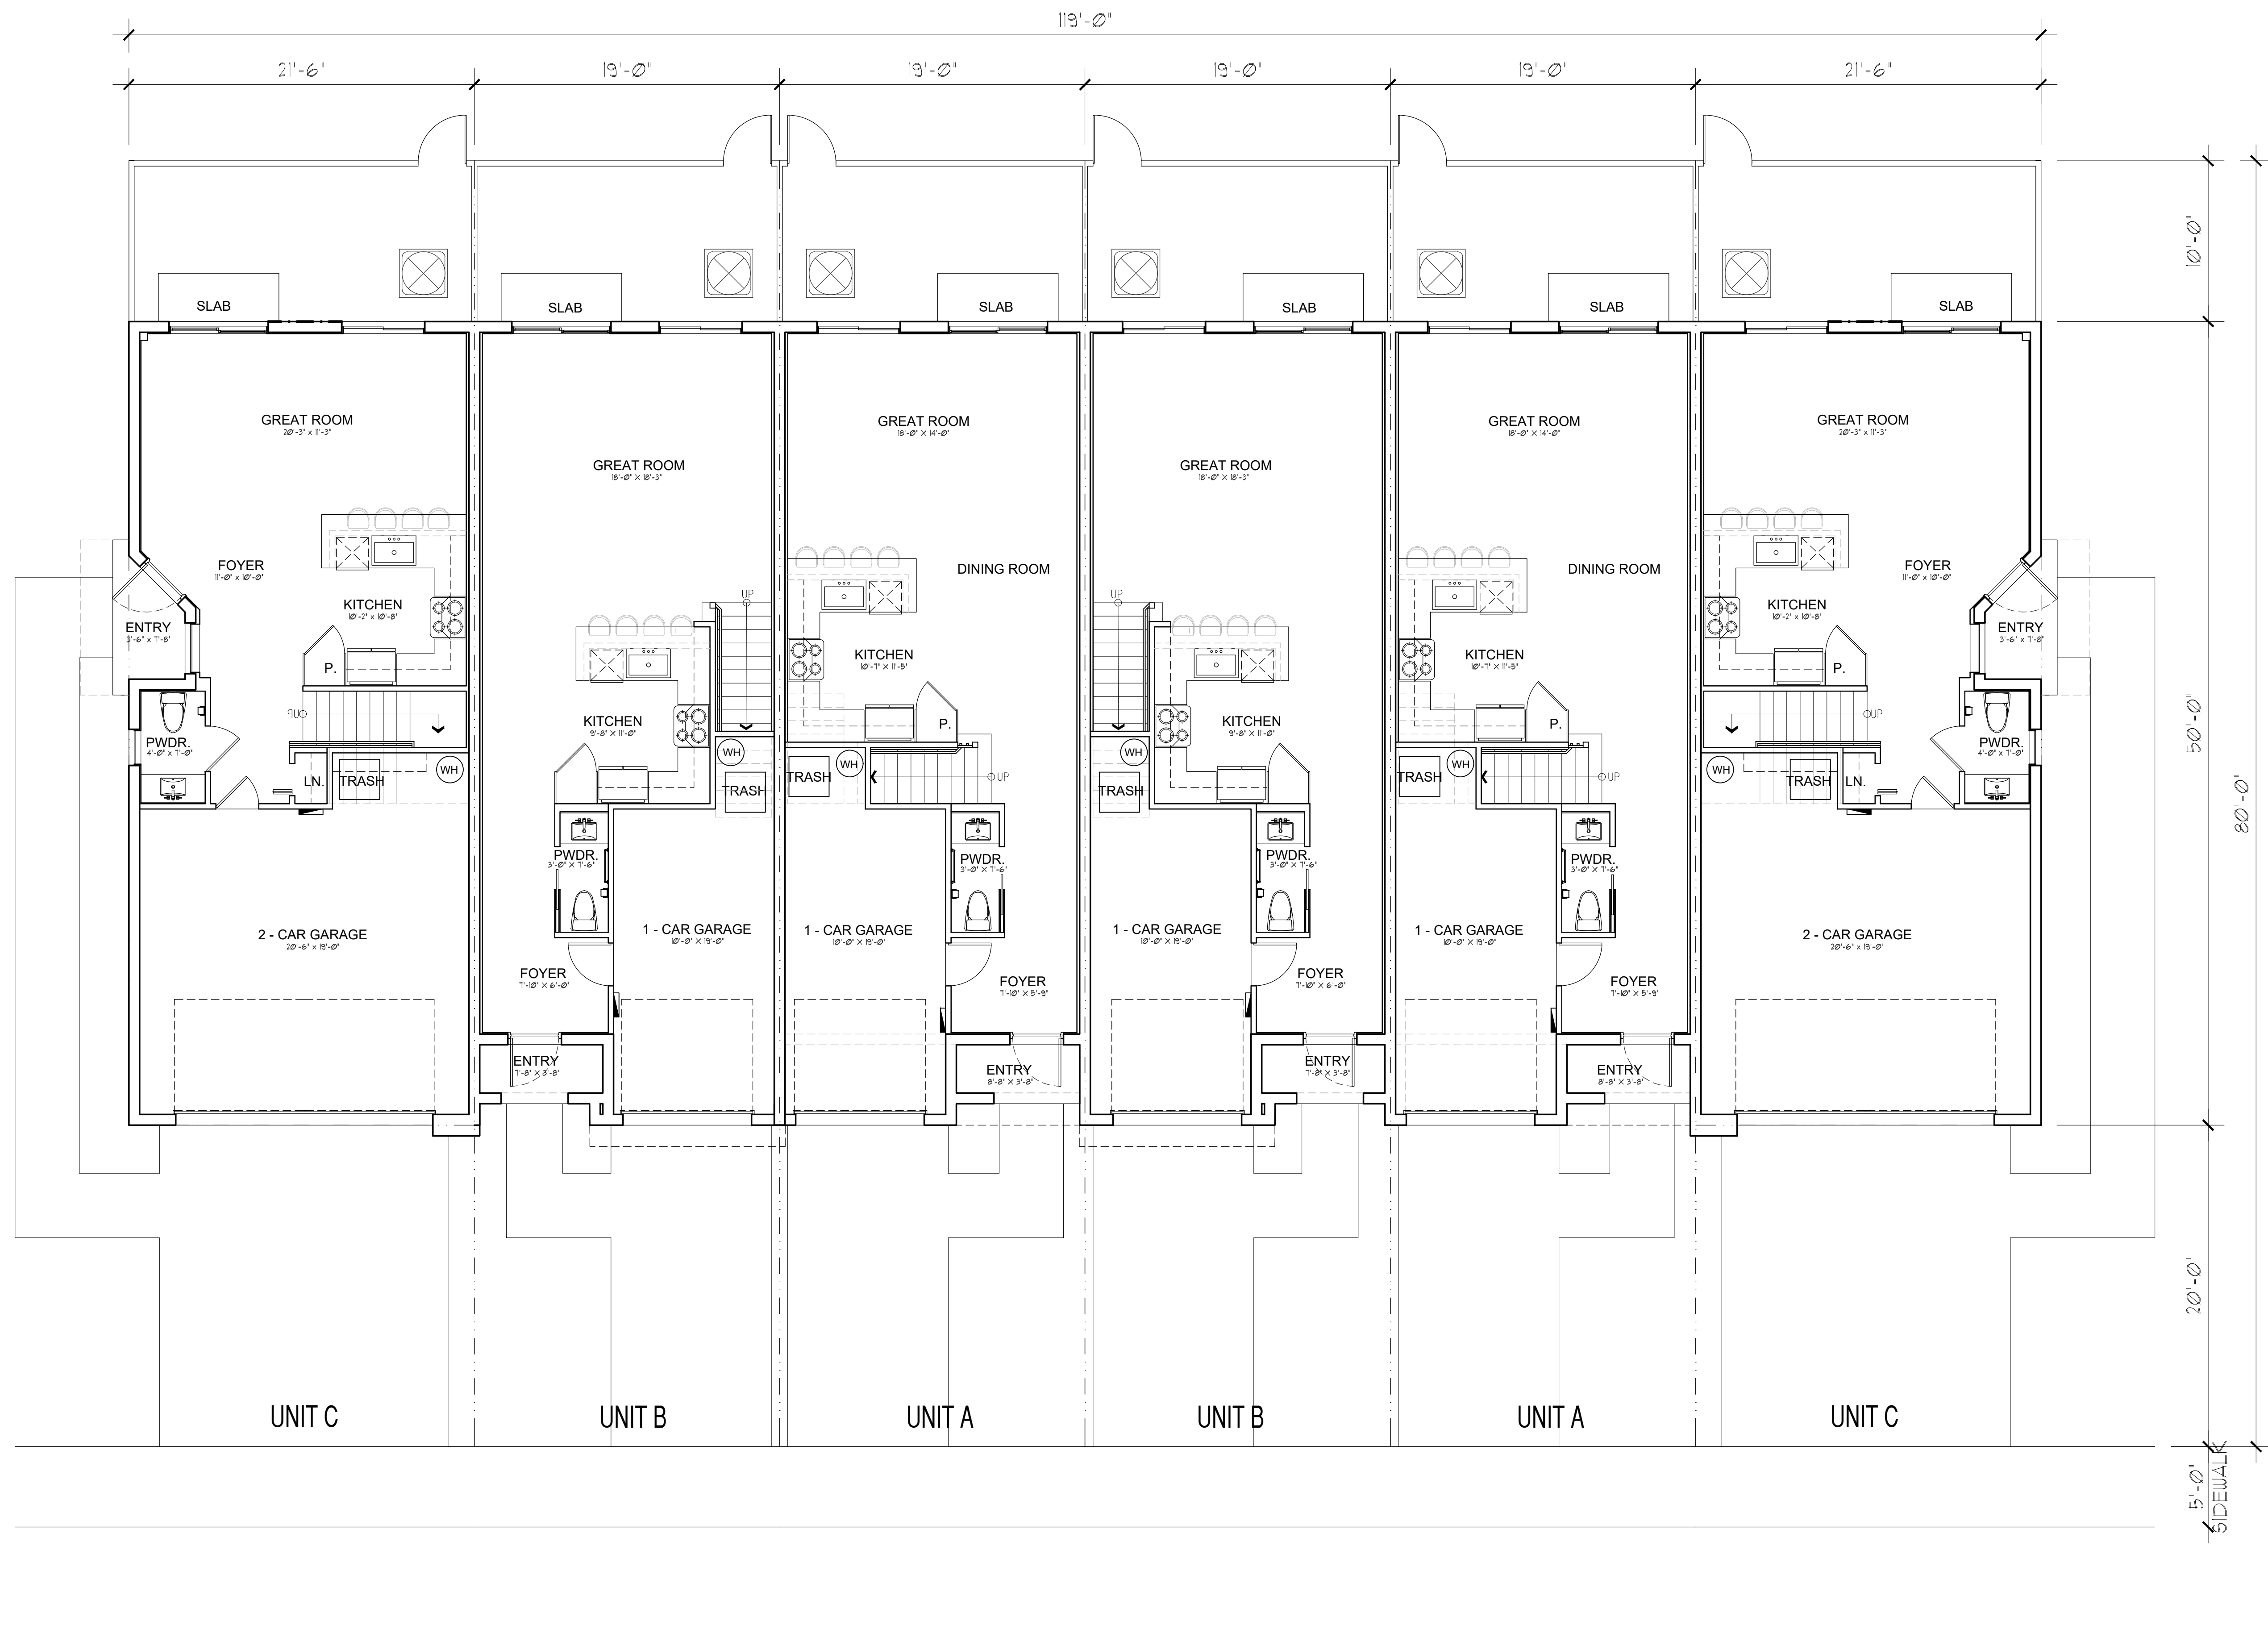 119'-0"
21'-6"
19'-0"
19'-0"
19'-0"
19'-0"
21'-6"
10'-0"
50'-0"
80'-0"
20'-0"
5'-0"
SIDEWALK
SLAB
GREAT ROOM
20'-3" x 11'-3"
FOYER
11'-0" x 10'-0"
KITCHEN
10'-2" x 10'-8"
ENTRY
3'-6" x 7'-8"
P.
UP
PWDR.
4'-0" x 7'-0"
LN.
TRASH
WH
2 - CAR GARAGE
20'-6" x 19'-0"
UNIT C
SLAB
GREAT ROOM
18'-0" X 18'-3"
UP
KITCHEN
9'-8" X 11'-0"
WH
TRASH
PWDR.
3'-0" X 7'-6"
1 - CAR GARAGE
10'-0" X 19'-0"
FOYER
7'-10" X 6'-0"
ENTRY
7'-8" X 3'-8"
UNIT B
SLAB
GREAT ROOM
18'-0" X 14'-0"
DINING ROOM
KITCHEN
10'-7" X 11'-5"
P.
TRASH
WH
UP
PWDR.
3'-0" X 7'-6"
1 - CAR GARAGE
10'-0" X 19'-0"
FOYER
7'-10" X 5'-9"
ENTRY
8'-8" X 3'-8"
UNIT A
SLAB
GREAT ROOM
18'-0" X 18'-3"
UP
KITCHEN
9'-8" X 11'-0"
WH
TRASH
PWDR.
3'-0" X 7'-6"
1 - CAR GARAGE
10'-0" X 19'-0"
FOYER
7'-10" X 6'-0"
ENTRY
7'-8" X 3'-8"
UNIT B
SLAB
GREAT ROOM
18'-0" X 14'-0"
DINING ROOM
KITCHEN
10'-7" X 11'-5"
P.
TRASH
WH
UP
PWDR.
3'-0" X 7'-6"
1 - CAR GARAGE
10'-0" X 19'-0"
FOYER
7'-10" X 5'-9"
ENTRY
8'-8" X 3'-8"
UNIT A
SLAB
GREAT ROOM
20'-3" x 11'-3"
FOYER
11'-0" x 10'-0"
KITCHEN
10'-2" x 10'-8"
ENTRY
3'-6" x 7'-8"
P.
UP
PWDR.
4'-0" x 7'-0"
WH
TRASH
LN.
2 - CAR GARAGE
20'-6" x 19'-0"
UNIT C